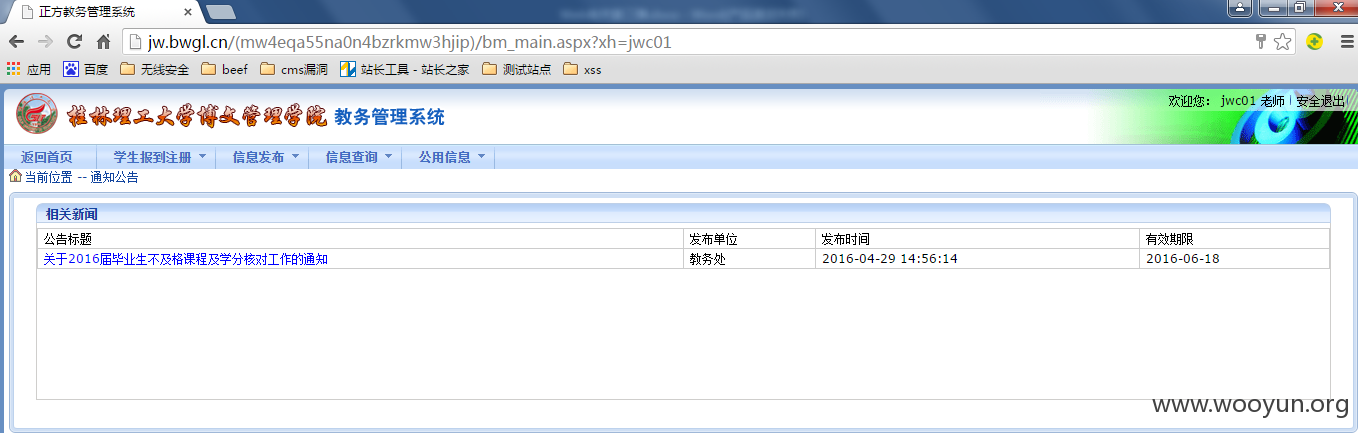 正方教务管理系统
jw.bwgl.cn/(mw4eqa55na0n4bzrkmw3hjip)/bm_main.aspx?xh=jwc01
应用 百度 无线安全 beef cms漏洞 站长工具 - 站长之家 测试站点 xss
桂林理工大学博文管理学院 教务管理系统
欢迎您: jwc01 老师 安全退出
返回首页 学生报到注册 信息发布 信息查询 公用信息
当前位置 -- 通知公告
相关新闻
公告标题 发布单位 发布时间 有效期限
关于2016届毕业生不及格课程及学分核对工作的通知 教务处 2016-04-29 14:56:14 2016-06-18
www.wooyun.org